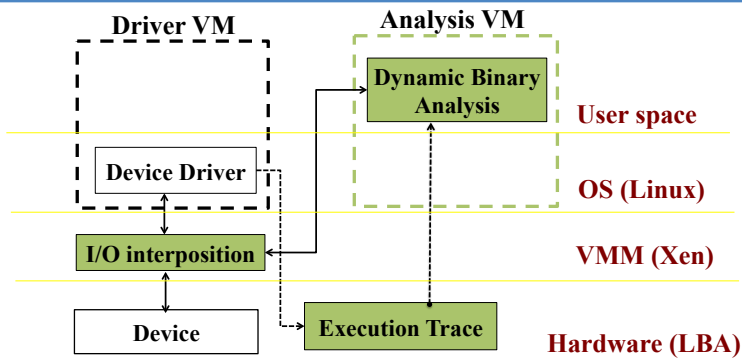 Driver VM
Analysis VM
Dynamic Binary
Analysis
User space
Device Driver
OS (Linux)
I/O interposition
VMM (Xen)
Device
Execution Trace
Hardware (LBA)